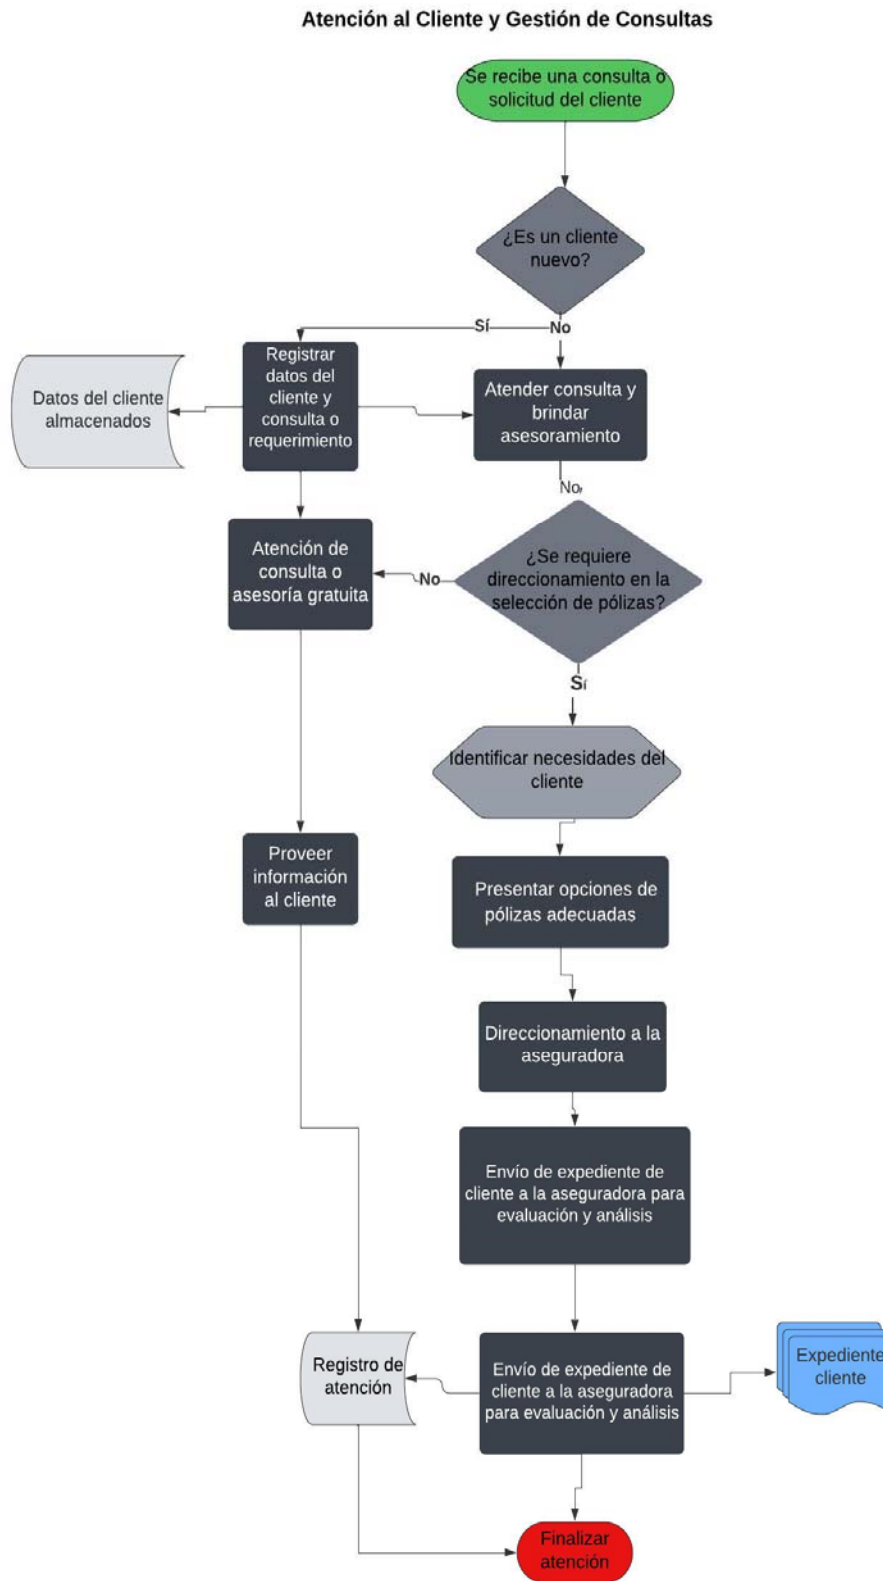 Atención al Cliente y Gestión de Consultas
Se recibe una consulta o
solicitud del cliente
¿Es un cliente
nuevo?
Sí
No
Registrar
datos del
cliente y
consulta o
requerimiento
Datos del cliente
almacenados
Atender consulta y
brindar
asesoramiento
No
Atención de
consulta o
asesoría gratuita
No
¿Se requiere
direccionamiento en la
selección de pólizas?
Sí
Identificar necesidades del
cliente
Proveer
información
al cliente
Presentar opciones de
pólizas adecuadas
Direccionamiento a la
aseguradora
Envío de expediente de
cliente a la aseguradora para
evaluación y análisis
Registro de
atención
Envío de expediente de
cliente a la aseguradora
para evaluación y análisis
Expediente
cliente
Finalizar
atención